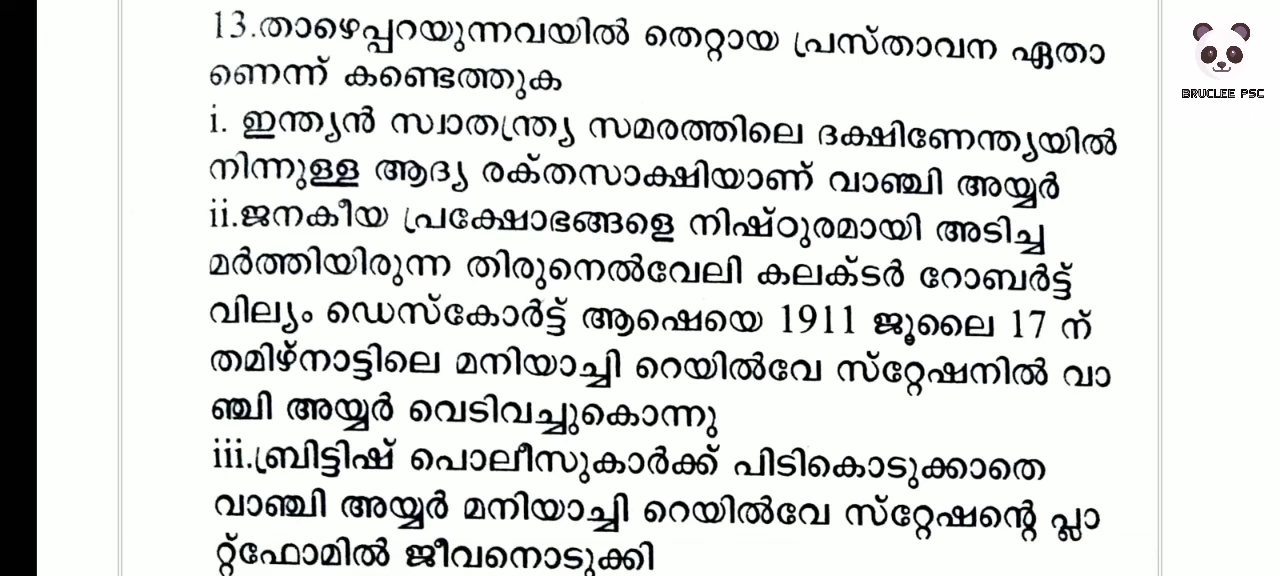 13.താഴെപ്പറയുന്നവയിൽ തെറ്റായ പ്രസ്താവന ഏതാ
ണെന്ന് കണ്ടെത്തുക
i. ഇന്ത്യൻ സ്വാതന്ത്ര്യ സമരത്തിലെ ദക്ഷിണേന്ത്യയിൽ
നിന്നുള്ള ആദ്യ രക്തസാക്ഷിയാണ് വാഞ്ചി അയ്യർ
ii.ജനകീയ പ്രക്ഷോഭങ്ങളെ നിഷ്ഠുരമായി അടിച്ച
മർത്തിയിരുന്ന തിരുനെൽവേലി കലക്ടർ റോബർട്ട്
വില്യം ഡെസ്കോർട്ട് ആഷെയെ 1911 ജൂലൈ 17 ന്
തമിഴ്നാട്ടിലെ മനിയാച്ചി റെയിൽവേ സ്റ്റേഷനിൽ വാ
ഞ്ചി അയ്യർ വെടിവച്ചുകൊന്നു
iii.ബ്രിട്ടിഷ് പൊലീസുകാർക്ക് പിടികൊടുക്കാതെ
വാഞ്ചി അയ്യർ മനിയാച്ചി റെയിൽവേ സ്റ്റേഷന്റെ പ്ലാ
റ്റ്ഫോമിൽ ജീവനൊടുക്കി
BRUCLEE PSC